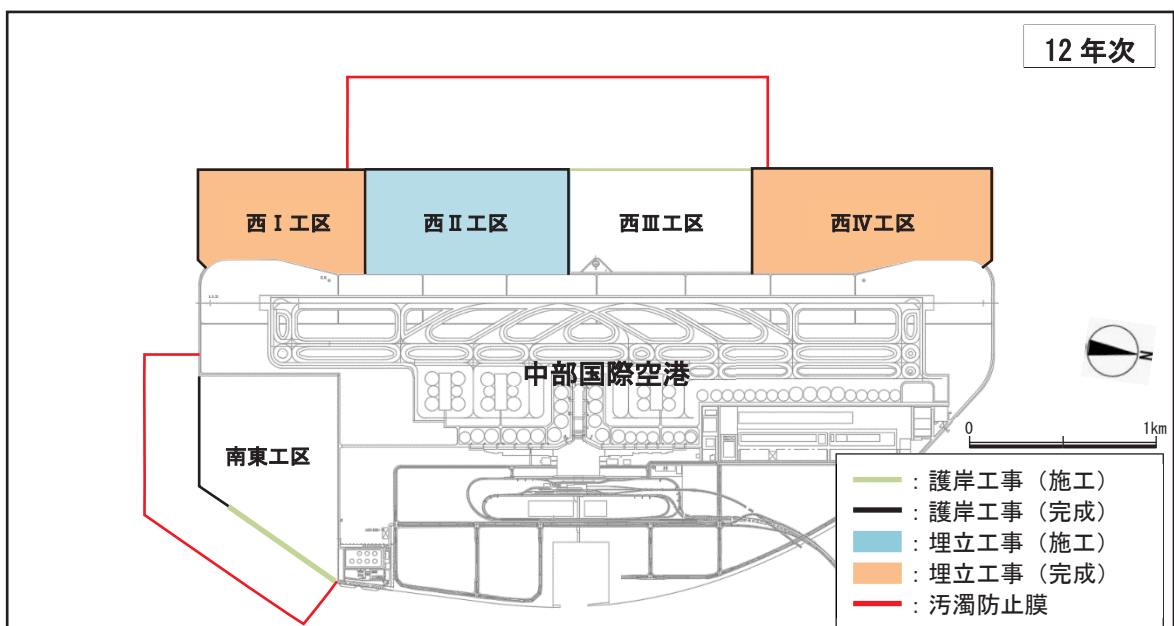 12 年次
西Ⅰ工区
西Ⅱ工区
西Ⅲ工区
西Ⅳ工区
中部国際空港
N
南東工区
0 1km
：護岸工事（施工）
：護岸工事（完成）
：埋立工事（施工）
：埋立工事（完成）
：汚濁防止膜